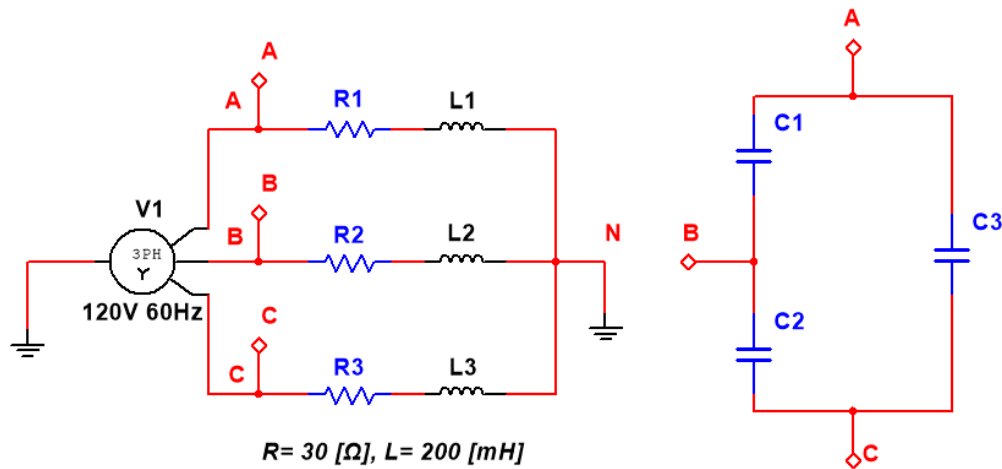 A
A
R1
L1
B
B
R2
L2
N
V1
3PH
Y
120V 60Hz
C
C
R3
L3
R= 30 [Ω], L= 200 [mH]
A
C1
C3
B
C2
C